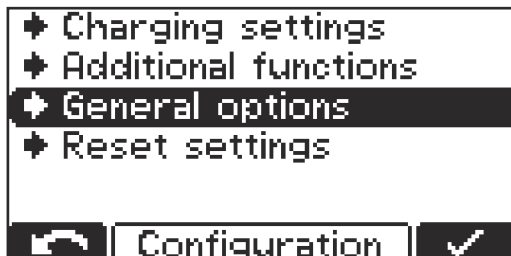 Charging settings
Additional functions
General options
Reset settings
Configuration